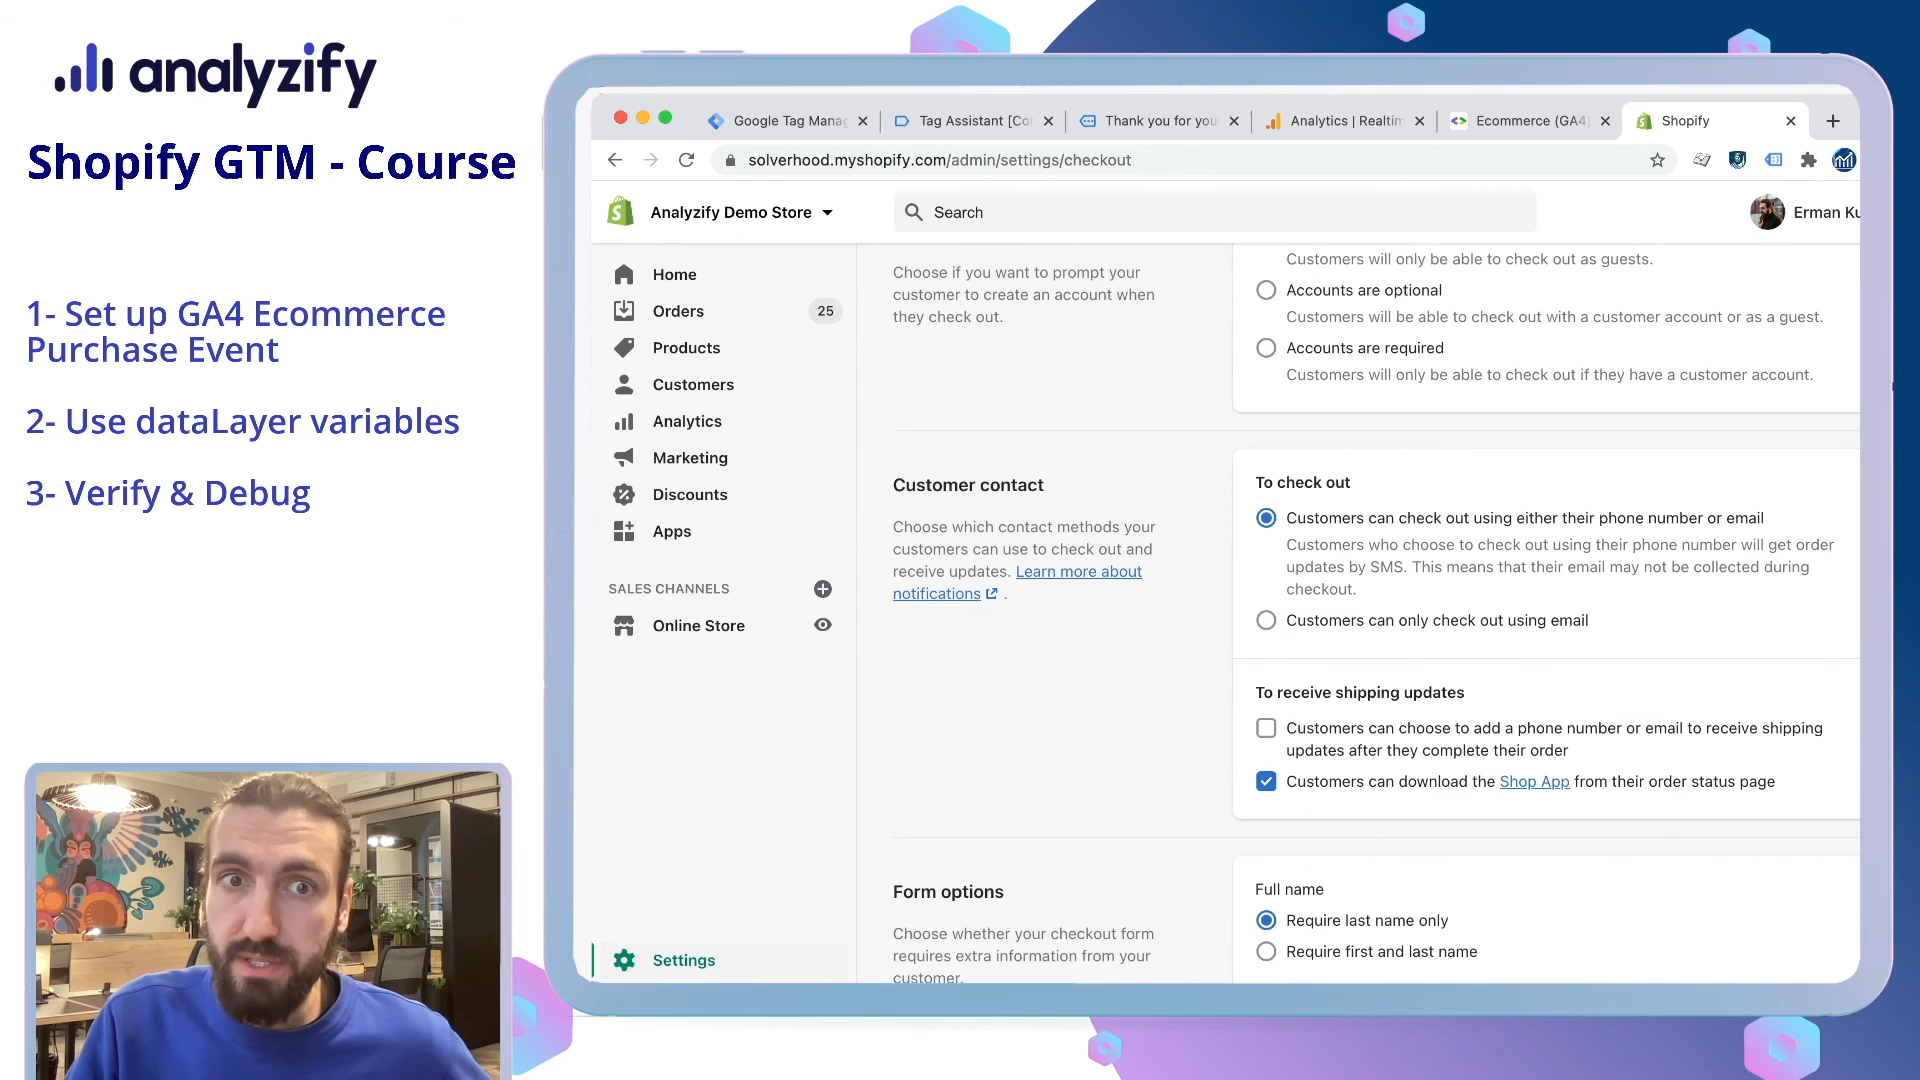 analyzify
Shopify GTM - Course
1- Set up GA4 Ecommerce
Purchase Event
2- Use dataLayer variables
3- Verify & Debug
Google Tag Manag
Tag Assistant [Co
Thank you for you
Analytics | Realtim
Ecommerce (GA4)
Shopify
solverhood.myshopify.com/admin/settings/checkout
Analyzify Demo Store
Search
Erman Ku
Home
Orders
25
Products
Customers
Analytics
Marketing
Discounts
Apps
SALES CHANNELS
Online Store
Settings
Choose if you want to prompt your
customer to create an account when
they check out.
Customers will only be able to check out as guests.
Accounts are optional
Customers will be able to check out with a customer account or as a guest.
Accounts are required
Customers will only be able to check out if they have a customer account.
Customer contact
Choose which contact methods your
customers can use to check out and
receive updates. Learn more about
notifications .
To check out
Customers can check out using either their phone number or email
Customers who choose to check out using their phone number will get order
updates by SMS. This means that their email may not be collected during
checkout.
Customers can only check out using email
To receive shipping updates
Customers can choose to add a phone number or email to receive shipping
updates after they complete their order
Customers can download the Shop App from their order status page
Form options
Choose whether your checkout form
requires extra information from your
customer.
Full name
Require last name only
Require first and last name